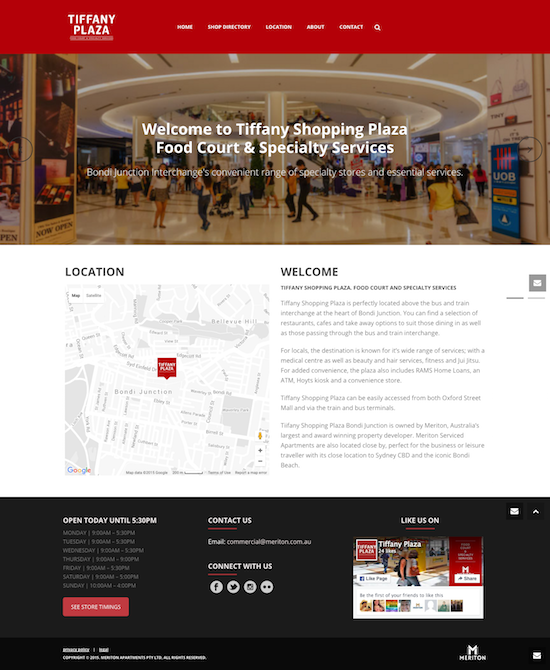 TIFFANY
PLAZA
HOME
SHOP DIRECTORY
LOCATION
ABOUT
CONTACT
Welcome to Tiffany Shopping Plaza
Food Court & Specialty Services
Bondi Junction Interchange's convenient range of specialty stores and essential services.
OPEN
OPEN
UOB
LOCATION
Map
Satellite
Bellevue Hill
TIFFANY
PLAZA
Bondi Junction
Google
Map data ©2015 Google
Terms of Use
Report a map error
WELCOME
TIFFANY SHOPPING PLAZA, FOOD COURT AND SPECIALTY SERVICES
Tiffany Shopping Plaza is perfectly located above the bus and train
interchange at the heart of Bondi Junction. You can find a selection of
restaurants, cafes and take away options to suit those dining in as well
as those passing through the bus and train interchange.
For locals, the destination is known for it's wide range of services; with a
medical centre as well as beauty and hair services, fitness and Jui Jitsu.
For added convenience, the plaza also includes RAMS Home Loans, an
ATM, Hoyts kiosk and a convenience store.
Tiffany Shopping Plaza can be easily accessed from both Oxford Street
Mall and via the train and bus terminals.
Tiffany Shopping Plaza Bondi Junction is owned by Meriton, Australia's
largest and award winning property developer. Meriton Serviced
Apartments are also located close by, perfect for the business or leisure
traveller with its close location to Sydney CBD and the iconic Bondi
Beach.
OPEN TODAY UNTIL 5:30PM
MONDAY | 9:00AM – 5:30PM
TUESDAY | 9:00AM – 5:30PM
WEDNESDAY | 9:00AM – 5:30PM
THURSDAY | 9:00AM – 9:00PM
FRIDAY | 9:00AM – 5:30PM
SATURDAY | 9:00AM – 5:00PM
SUNDAY | 10:00AM – 4:00PM
SEE STORE TIMINGS
CONTACT US
Email: commercial@meriton.com.au
CONNECT WITH US
LIKE US ON
TIFFANY
PLAZA
Tiffany Plaza
24 likes
FOOD
COURT
&
SPECIALTY
SERVICES
Like Page
Share
Be the first of your friends to like this
privacy policy | legal
COPYRIGHT © 2015. MERITON APARTMENTS PTY LTD, ALL RIGHTS RESERVED.
MERITON